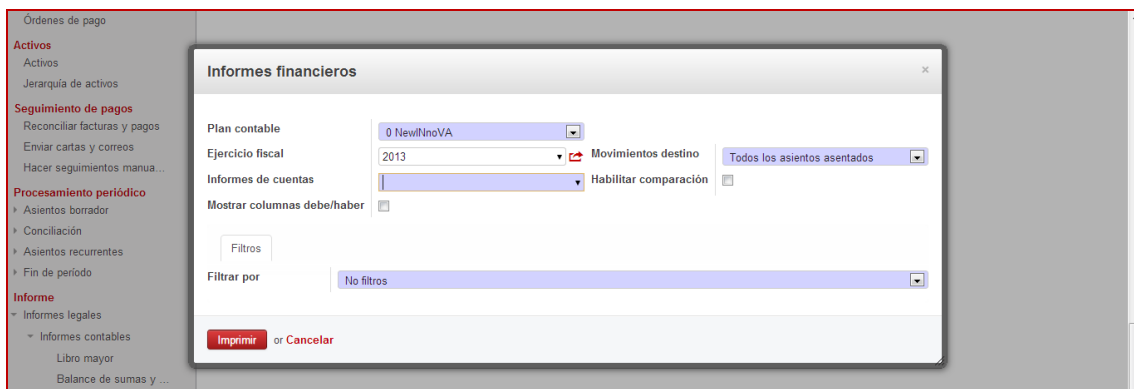 Órdenes de pago
Activos
Activos
Jerarquía de activos
Seguimiento de pagos
Reconciliar facturas y pagos
Enviar cartas y correos
Hacer seguimientos manua...
Procesamiento periódico
Asientos borrador
Conciliación
Asientos recurrentes
Fin de período
Informe
Informes legales
Informes contables
Libro mayor
Balance de sumas y ...
Informes financieros
×
Plan contable 0 NewINnoVA
Ejercicio fiscal 2013 Movimientos destino Todos los asientos asentados
Informes de cuentas Habilitar comparación
Mostrar columnas debe/haber
Filtros
Filtrar por No filtros
Imprimir or Cancelar